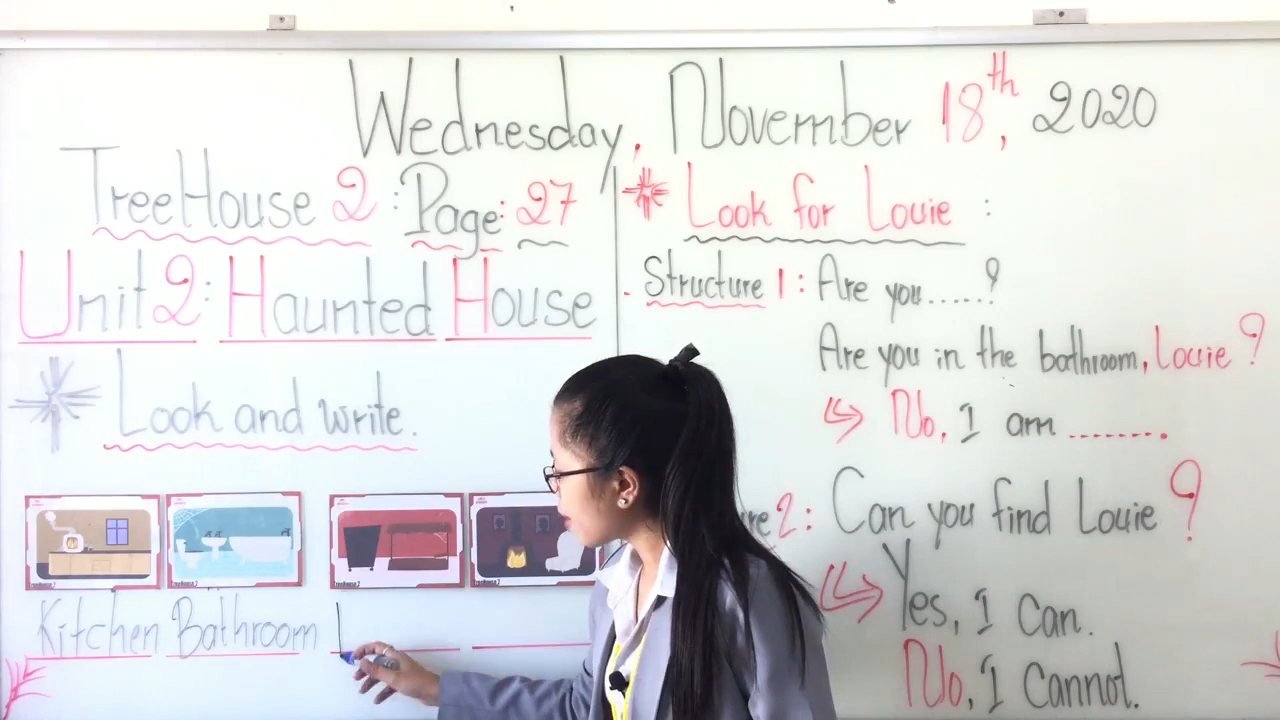 Wednesday, November 18th, 2020
TreeHouse 2 : Page: 27
Unit 2: Haunted House
Look and write.
Kitchen Bathroom
Look for Louie :
Structure 1: Are you......?
Are you in the bathroom, Louie?
No, I am ........
re 2: Can you find Louie?
Yes, I Can.
No, I Cannot.